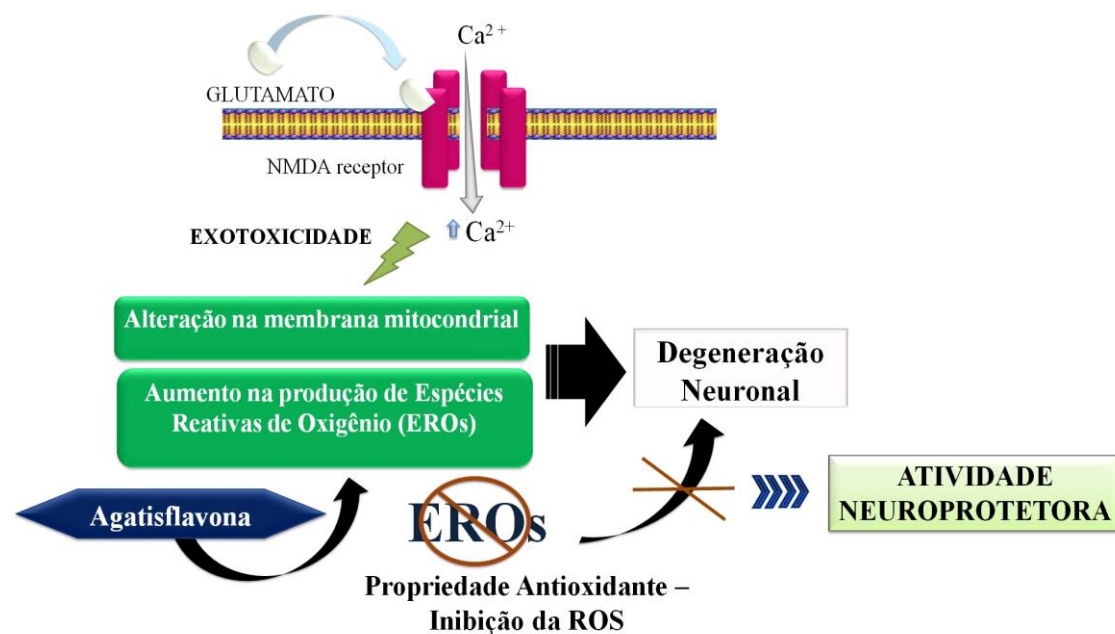 Ca²⁺
GLUTAMATO
NMDA receptor
Ca²⁺
EXOTOXICIDADE
Alteração na membrana mitocondrial
Aumento na produção de Espécies
Reativas de Oxigênio (EROs)
Degeneração
Neuronal
Agatisflavona
EROs
Propriedade Antioxidante –
Inibição da ROS
ATIVIDADE
NEUROPROTETORA